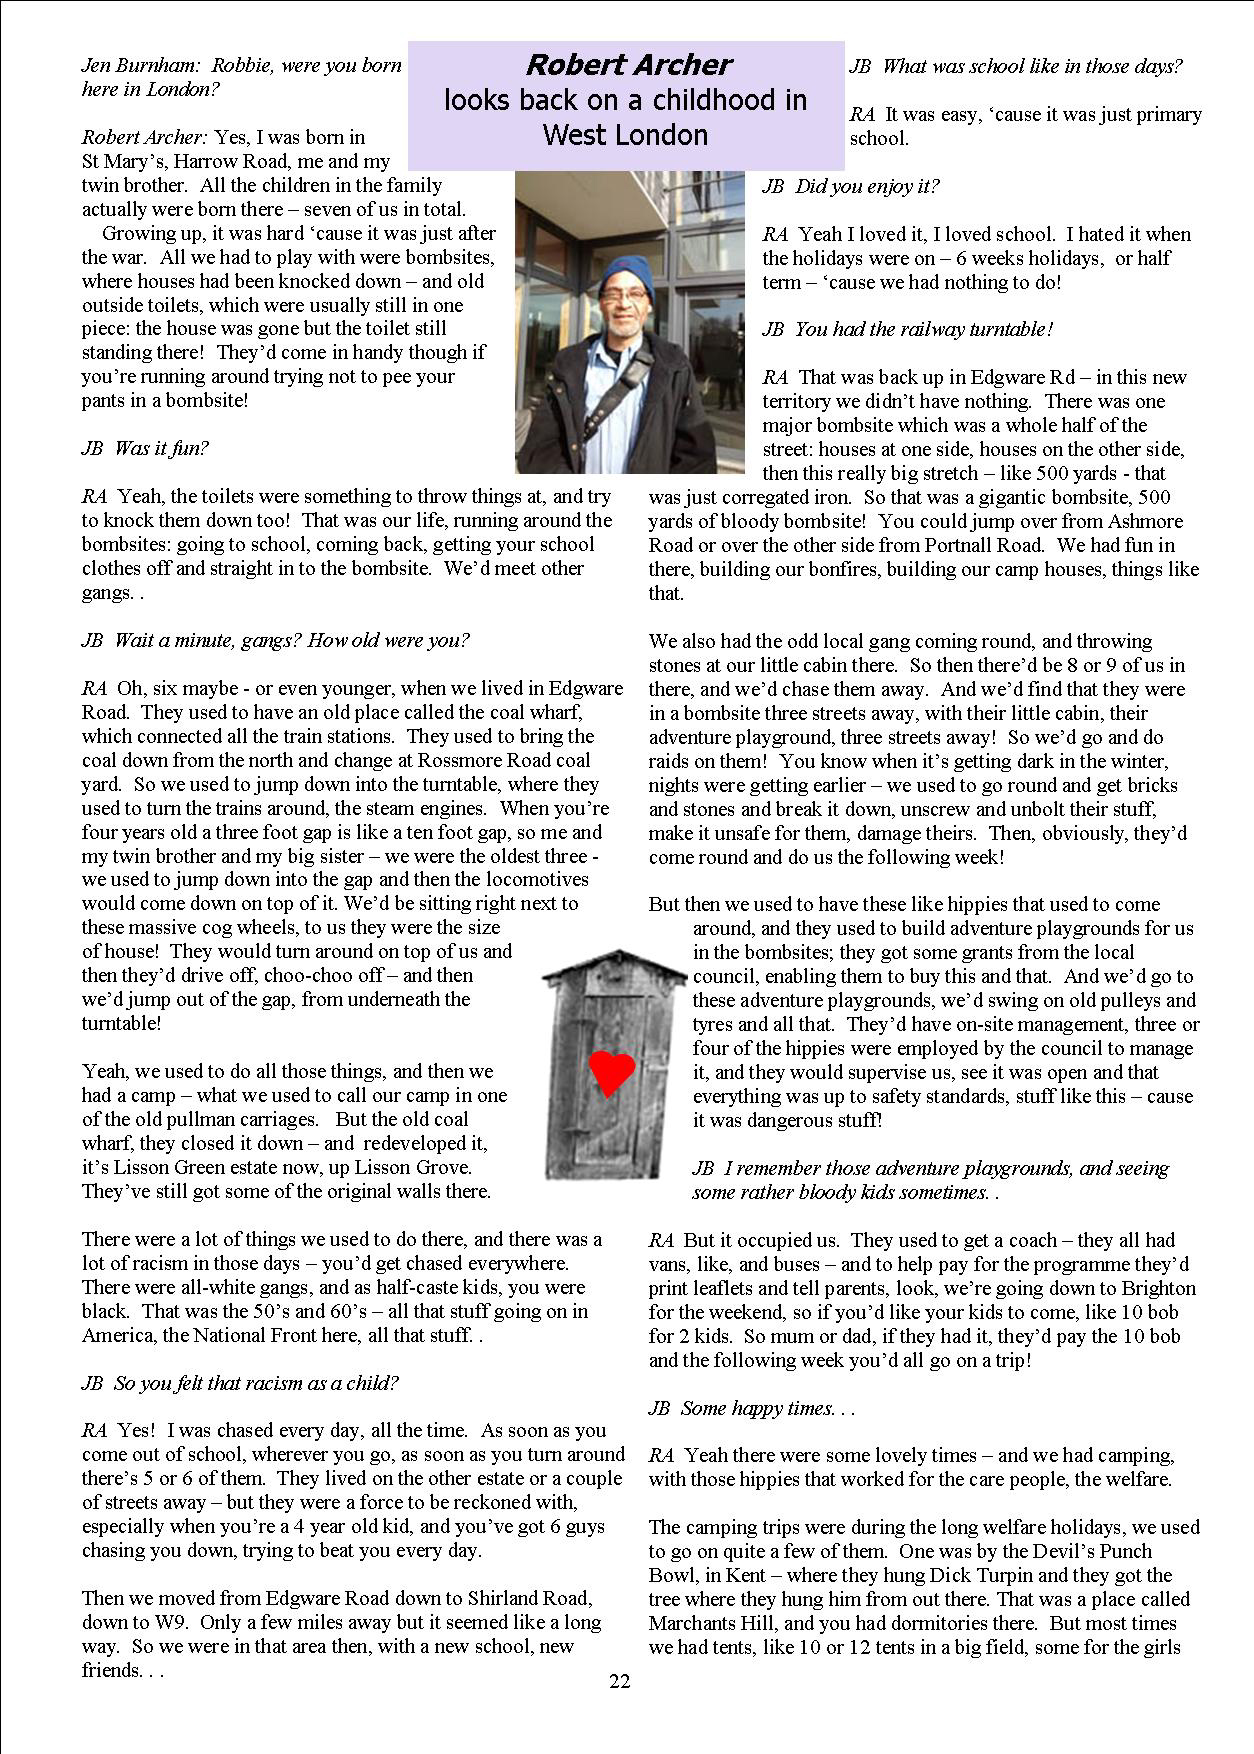 Robert Archer
looks back on a childhood in
West London
Jen Burnham:  Robbie, were you born
here in London?
Robert Archer: Yes, I was born in
St Mary’s, Harrow Road, me and my
twin brother.  All the children in the family
actually were born there – seven of us in total.
Growing up, it was hard ‘cause it was just after
the war.  All we had to play with were bombsites,
where houses had been knocked down – and old
outside toilets, which were usually still in one
piece: the house was gone but the toilet still
standing there!  They’d come in handy though if
you’re running around trying not to pee your
pants in a bombsite!
JB  Was it fun?
RA  Yeah, the toilets were something to throw things at, and try
to knock them down too!  That was our life, running around the
bombsites: going to school, coming back, getting your school
clothes off and straight in to the bombsite.  We’d meet other
gangs. .
JB  Wait a minute, gangs? How old were you?
RA  Oh, six maybe - or even younger, when we lived in Edgware
Road.  They used to have an old place called the coal wharf,
which connected all the train stations.  They used to bring the
coal down from the north and change at Rossmore Road coal
yard.  So we used to jump down into the turntable, where they
used to turn the trains around, the steam engines.  When you’re
four years old a three foot gap is like a ten foot gap, so me and
my twin brother and my big sister – we were the oldest three -
we used to jump down into the gap and then the locomotives
would come down on top of it. We’d be sitting right next to
these massive cog wheels, to us they were the size
of house!  They would turn around on top of us and
then they’d drive off, choo-choo off – and then
we’d jump out of the gap, from underneath the
turntable!
Yeah, we used to do all those things, and then we
had a camp – what we used to call our camp in one
of the old pullman carriages.   But the old coal
wharf, they closed it down – and  redeveloped it,
it’s Lisson Green estate now, up Lisson Grove.
They’ve still got some of the original walls there.
There were a lot of things we used to do there, and there was a
lot of racism in those days – you’d get chased everywhere.
There were all-white gangs, and as half-caste kids, you were
black.  That was the 50’s and 60’s – all that stuff going on in
America, the National Front here, all that stuff. .
JB  So you felt that racism as a child?
RA  Yes!  I was chased every day, all the time.  As soon as you
come out of school, wherever you go, as soon as you turn around
there’s 5 or 6 of them.  They lived on the other estate or a couple
of streets away – but they were a force to be reckoned with,
especially when you’re a 4 year old kid, and you’ve got 6 guys
chasing you down, trying to beat you every day.
Then we moved from Edgware Road down to Shirland Road,
down to W9.  Only a few miles away but it seemed like a long
way.  So we were in that area then, with a new school, new
friends. . .
JB  What was school like in those days?
RA  It was easy, ‘cause it was just primary
school.
JB  Did you enjoy it?
RA  Yeah I loved it, I loved school.  I hated it when
the holidays were on – 6 weeks holidays,  or half
term – ‘cause we had nothing to do!
JB  You had the railway turntable!
RA  That was back up in Edgware Rd – in this new
territory we didn’t have nothing.  There was one
major bombsite which was a whole half of the
street: houses at one side, houses on the other side,
then this really big stretch – like 500 yards - that
was just corregated iron.  So that was a gigantic bombsite, 500
yards of bloody bombsite!  You could jump over from Ashmore
Road or over the other side from Portnall Road.  We had fun in
there, building our bonfires, building our camp houses, things like
that.
We also had the odd local gang coming round, and throwing
stones at our little cabin there.  So then there’d be 8 or 9 of us in
there, and we’d chase them away.  And we’d find that they were
in a bombsite three streets away, with their little cabin, their
adventure playground, three streets away!  So we’d go and do
raids on them!  You know when it’s getting dark in the winter,
nights were getting earlier – we used to go round and get bricks
and stones and break it down, unscrew and unbolt their stuff,
make it unsafe for them, damage theirs.  Then, obviously, they’d
come round and do us the following week!
But then we used to have these like hippies that used to come
around, and they used to build adventure playgrounds for us
in the bombsites; they got some grants from the local
council, enabling them to buy this and that.  And we’d go to
these adventure playgrounds, we’d swing on old pulleys and
tyres and all that.  They’d have on-site management, three or
four of the hippies were employed by the council to manage
it, and they would supervise us, see it was open and that
everything was up to safety standards, stuff like this – cause
it was dangerous stuff!
JB  I remember those adventure playgrounds, and seeing
some rather bloody kids sometimes. .
RA  But it occupied us.  They used to get a coach – they all had
vans, like, and buses – and to help pay for the programme they’d
print leaflets and tell parents, look, we’re going down to Brighton
for the weekend, so if you’d like your kids to come, like 10 bob
for 2 kids.  So mum or dad, if they had it, they’d pay the 10 bob
and the following week you’d all go on a trip!
JB  Some happy times. . .
RA  Yeah there were some lovely times – and we had camping,
with those hippies that worked for the care people, the welfare.
The camping trips were during the long welfare holidays, we used
to go on quite a few of them.  One was by the Devil’s Punch
Bowl, in Kent – where they hung Dick Turpin and they got the
tree where they hung him from out there. That was a place called
Marchants Hill, and you had dormitories there.  But most times
we had tents, like 10 or 12 tents in a big field, some for the girls
22